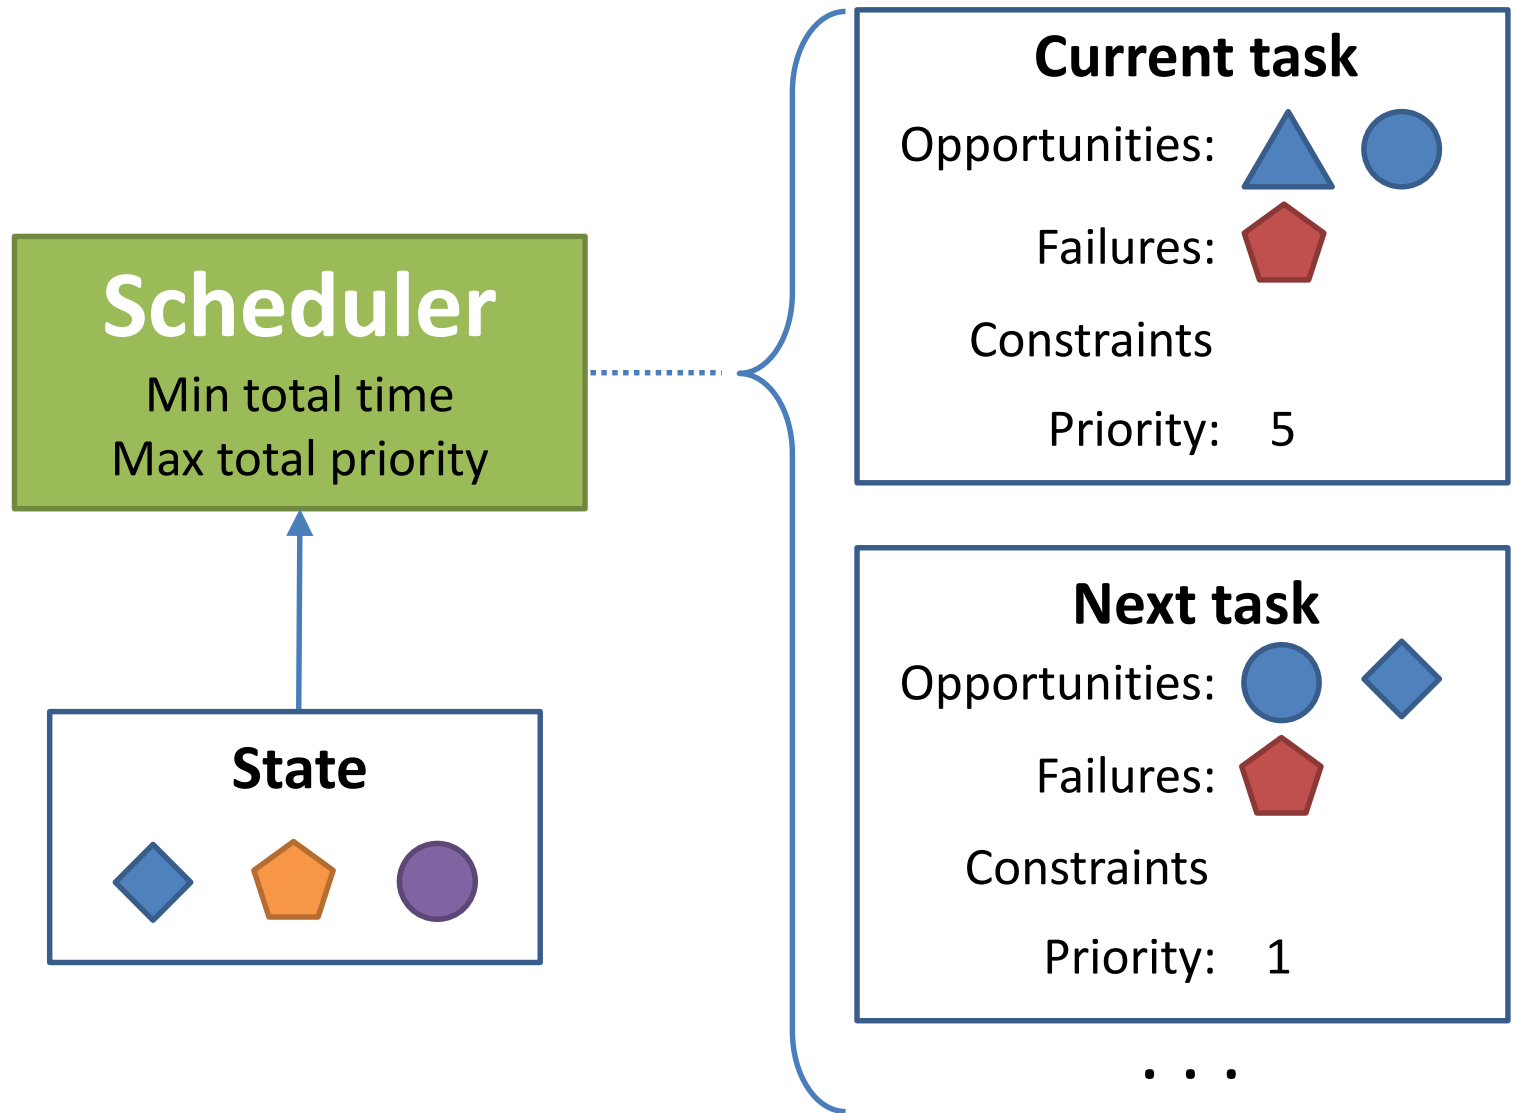 Scheduler
Min total time
Max total priority
State
Current task
Opportunities:
Failures:
Constraints
Priority: 5
Next task
Opportunities:
Failures:
Constraints
Priority: 1
. . .